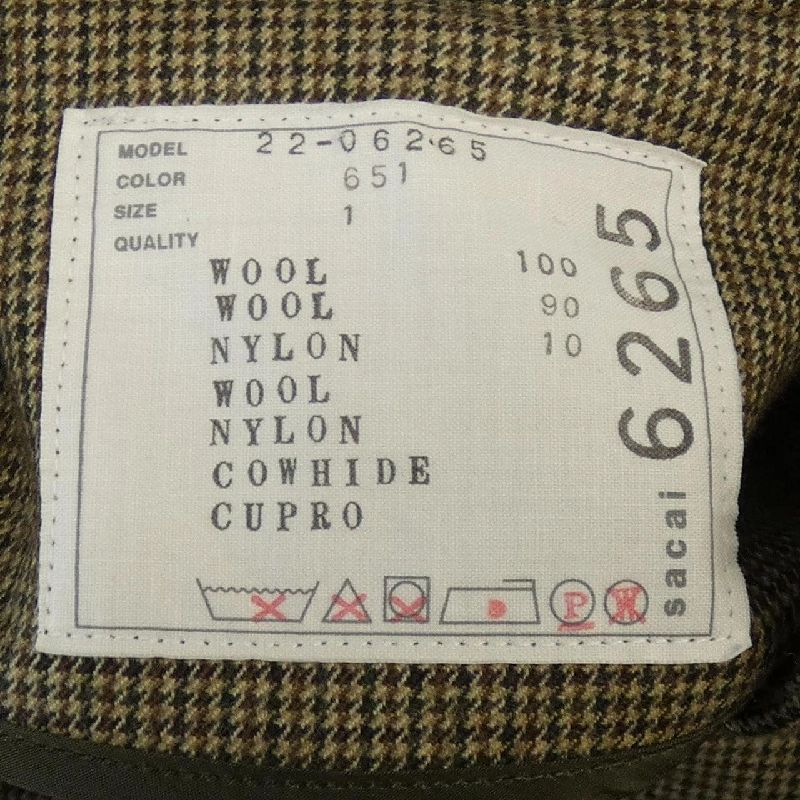 MODEL 22-06265
COLOR 651
SIZE 1
QUALITY
WOOL 100
WOOL 90
NYLON 10
WOOL
NYLON
COWHIDE
CUPRO
P W
sacai 6265